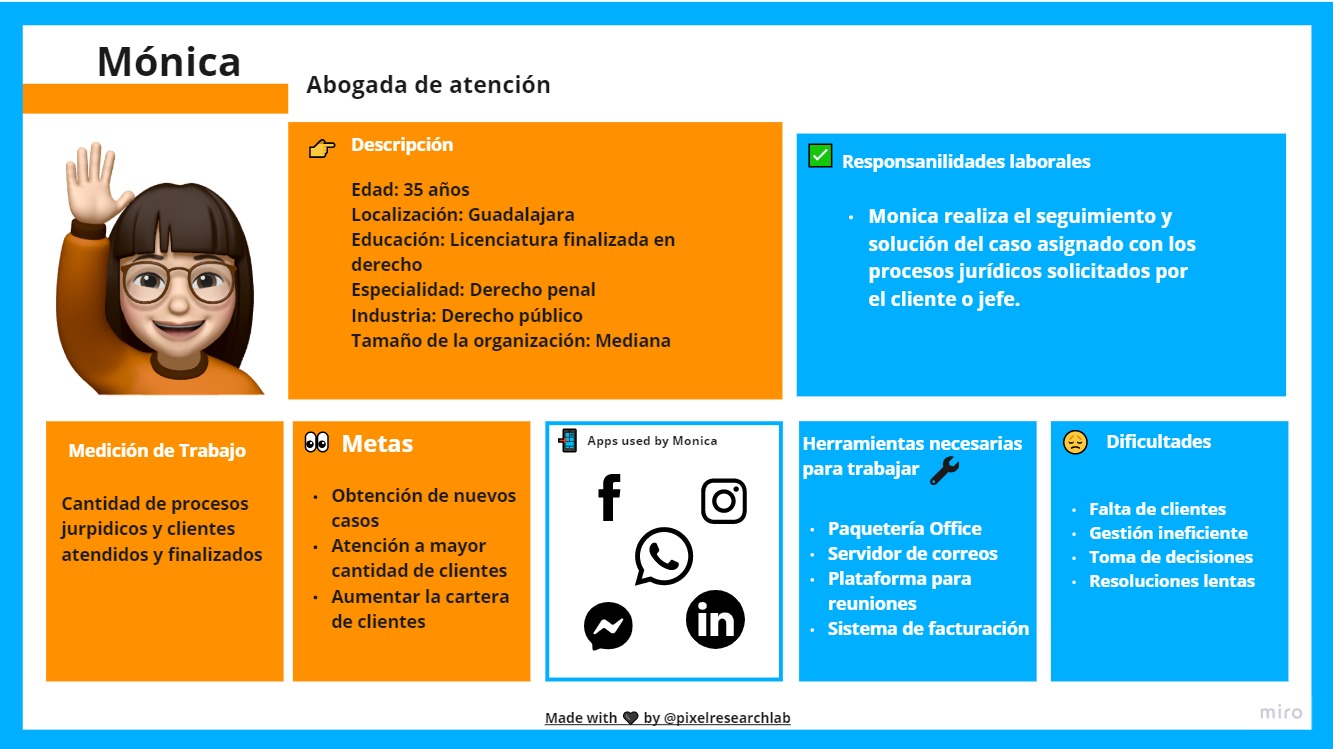 Mónica
Abogada de atención
Descripción
Edad: 35 años
Localización: Guadalajara
Educación: Licenciatura finalizada en
derecho
Especialidad: Derecho penal
Industria: Derecho público
Tamaño de la organización: Mediana
Responsanilidades laborales
• Monica realiza el seguimiento y
solución del caso asignado con los
procesos jurídicos solicitados por
el cliente o jefe.
Medición de Trabajo
Cantidad de procesos
jurpidicos y clientes
atendidos y finalizados
Metas
• Obtención de nuevos
casos
• Atención a mayor
cantidad de clientes
• Aumentar la cartera
de clientes
Apps used by Monica
f
in
Herramientas necesarias
para trabajar
• Paquetería Office
• Servidor de correos
• Plataforma para
reuniones
• Sistema de facturación
Dificultades
• Falta de clientes
• Gestión ineficiente
• Toma de decisiones
• Resoluciones lentas
Made with 🖤 by @pixelresearchlab
miro